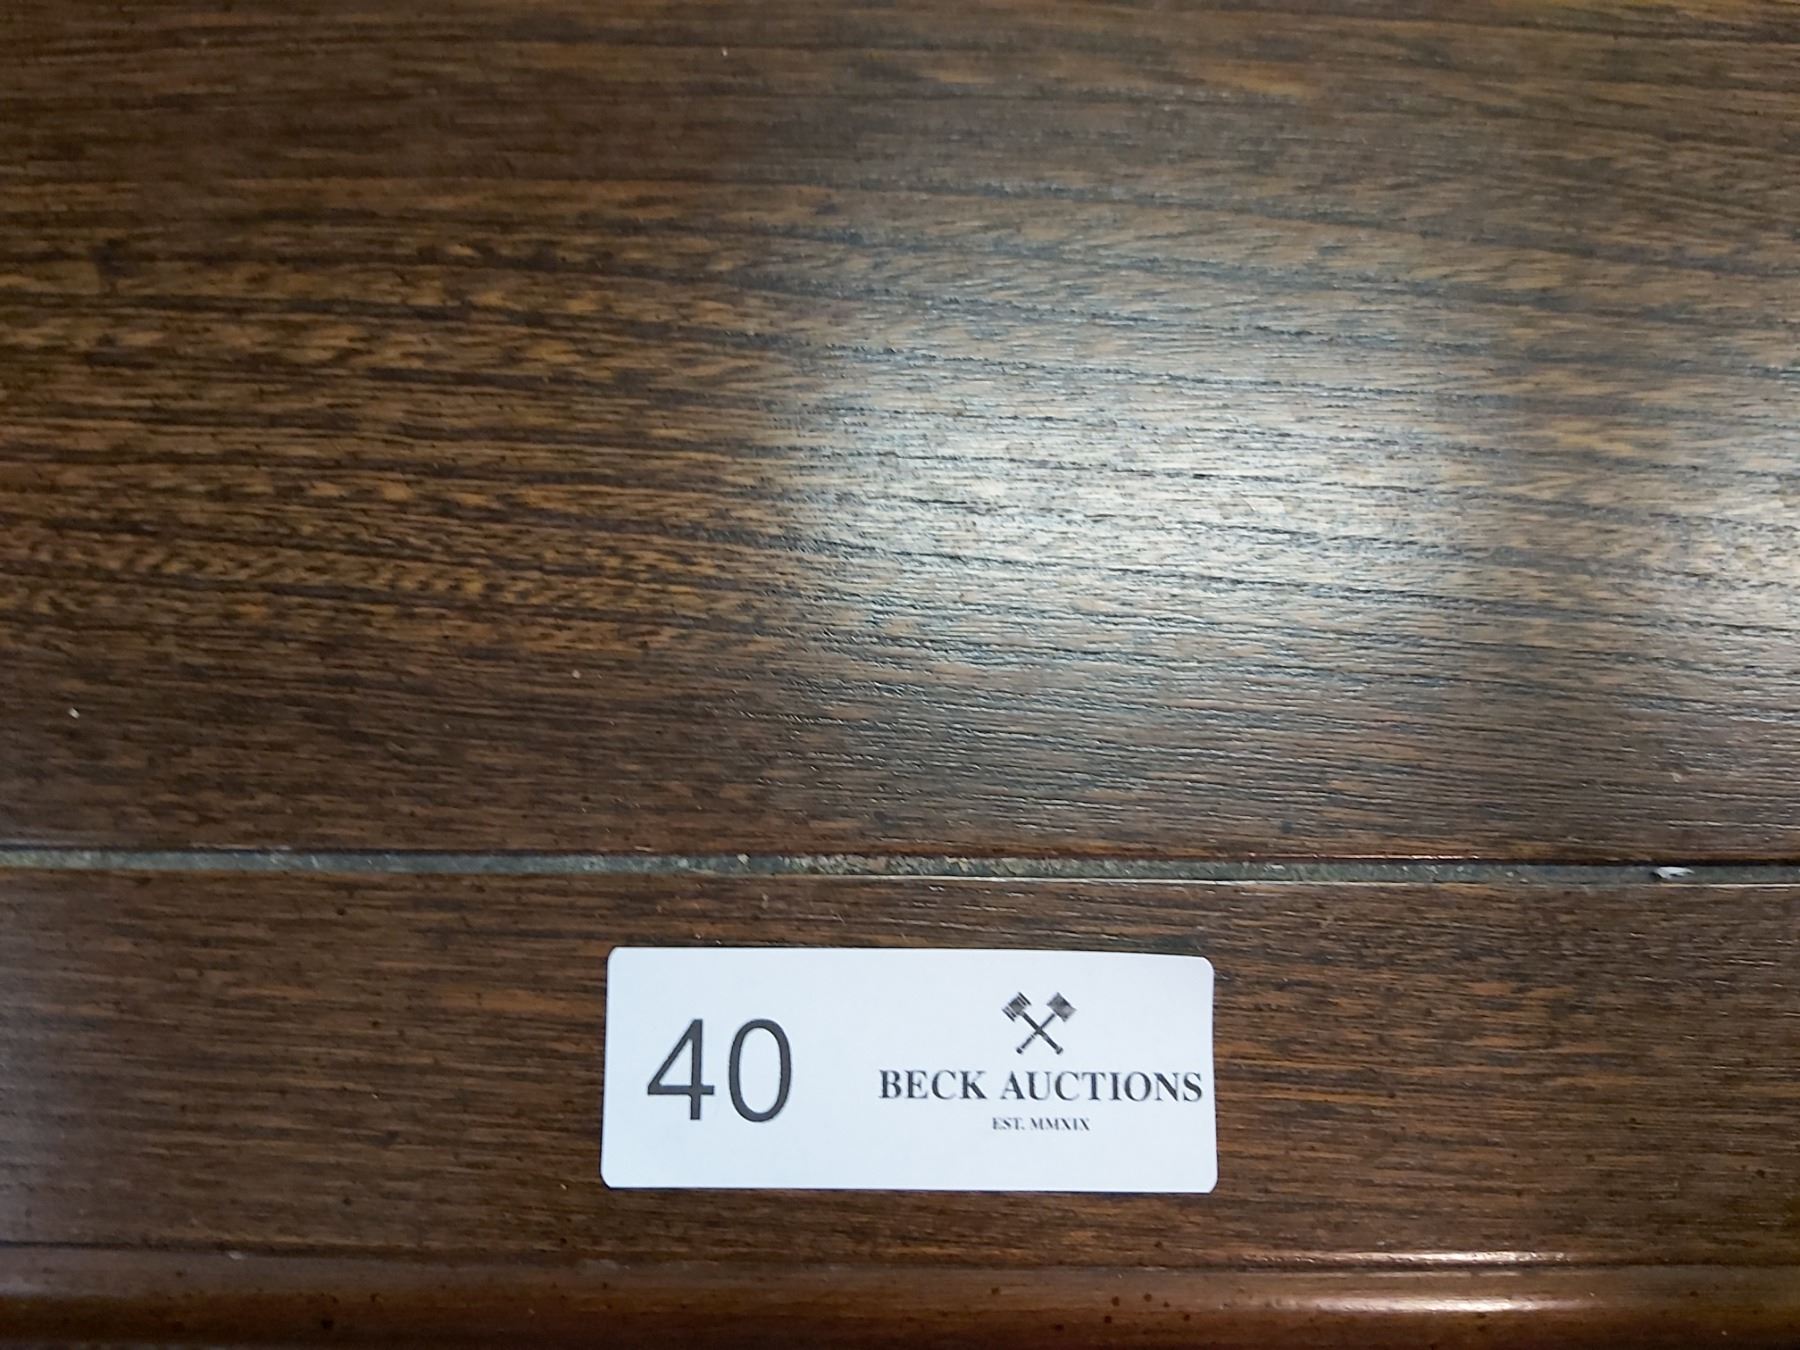 40
BECK AUCTIONS
EST. MMXIX